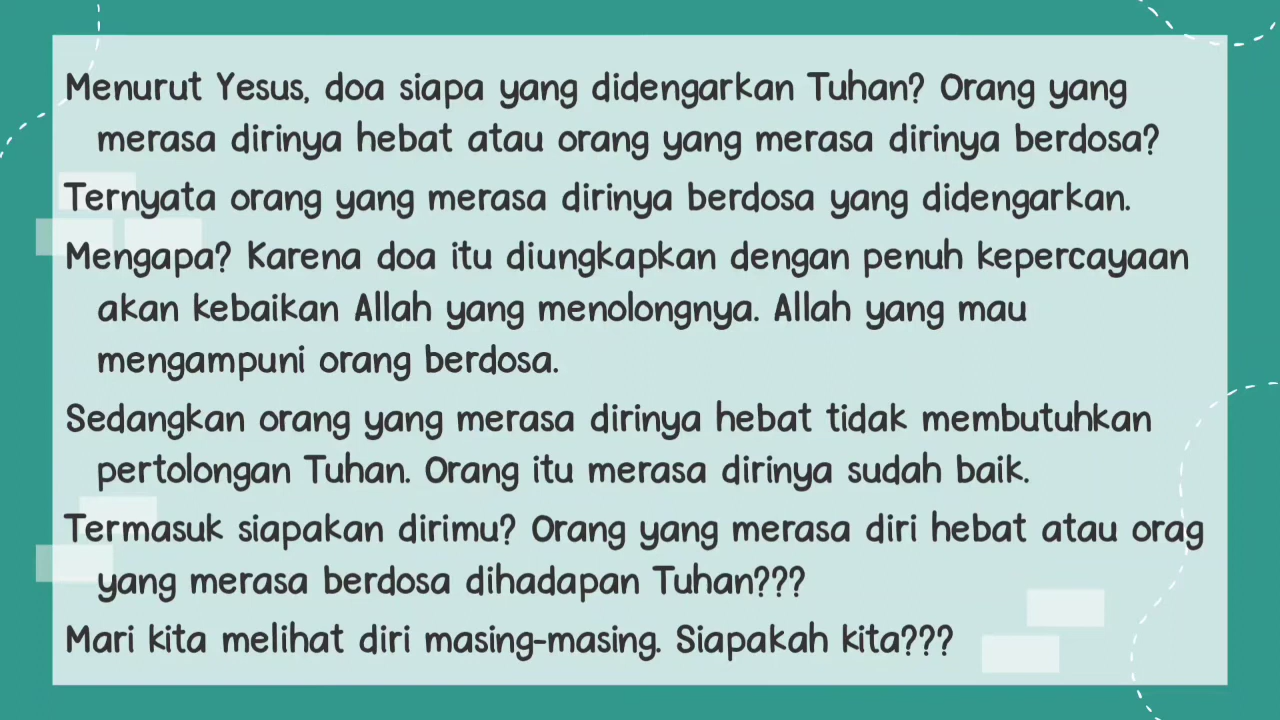 Menurut Yesus, doa siapa yang didengarkan Tuhan? Orang yang
merasa dirinya hebat atau orang yang merasa dirinya berdosa?
Ternyata orang yang merasa dirinya berdosa yang didengarkan.
Mengapa? Karena doa itu diungkapkan dengan penuh kepercayaan
akan kebaikan Allah yang menolongnya. Allah yang mau
mengampuni orang berdosa.
Sedangkan orang yang merasa dirinya hebat tidak membutuhkan
pertolongan Tuhan. Orang itu merasa dirinya sudah baik.
Termasuk siapakan dirimu? Orang yang merasa diri hebat atau orag
yang merasa berdosa dihadapan Tuhan???
Mari kita melihat diri masing-masing. Siapakah kita???